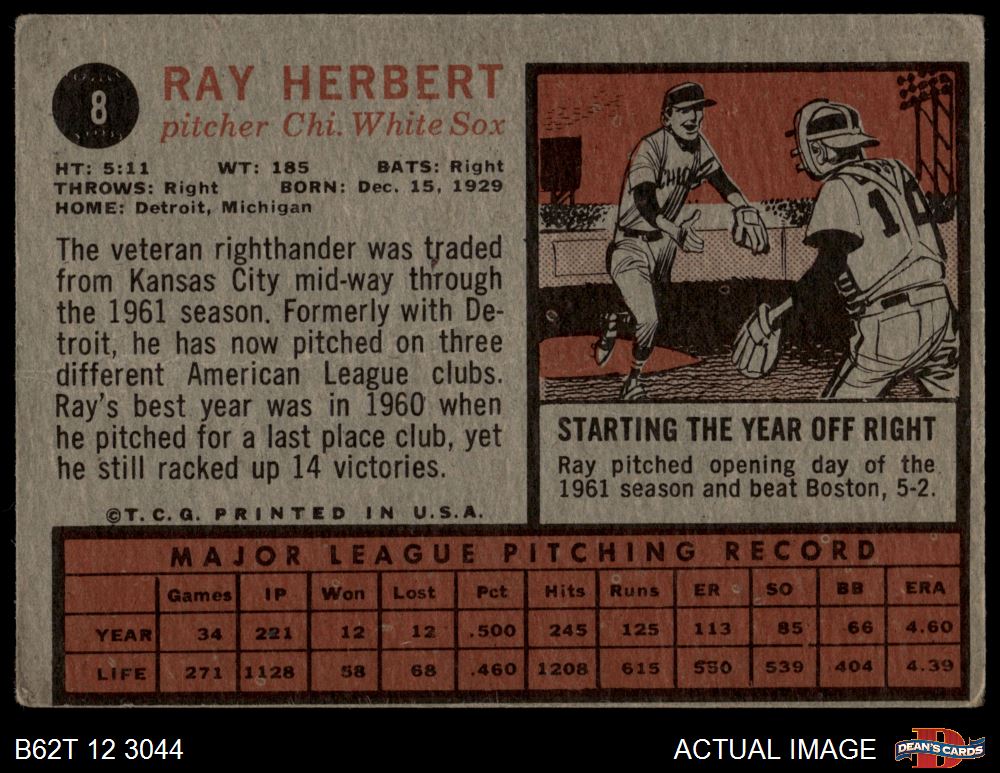 8
RAY HERBERT
pitcher Chi. White Sox
HT: 5:11 WT: 185 BATS: Right
THROWS: Right BORN: Dec. 15, 1929
HOME: Detroit, Michigan
The veteran righthander was traded
from Kansas City mid-way through
the 1961 season. Formerly with De-
troit, he has now pitched on three
different American League clubs.
Ray's best year was in 1960 when
he pitched for a last place club, yet
he still racked up 14 victories.
©T. C. G. PRINTED IN U.S.A.
STARTING THE YEAR OFF RIGHT
Ray pitched opening day of the
1961 season and beat Boston, 5-2.
MAJOR LEAGUE PITCHING RECORD
Games IP Won Lost Pct Hits Runs ER SO BB ERA
YEAR 34 221 12 12 .500 245 125 113 85 66 4.60
LIFE 271 1128 58 68 .460 1208 615 550 539 404 4.39
B62T 12 3044
ACTUAL IMAGE
DEAN'S CARDS